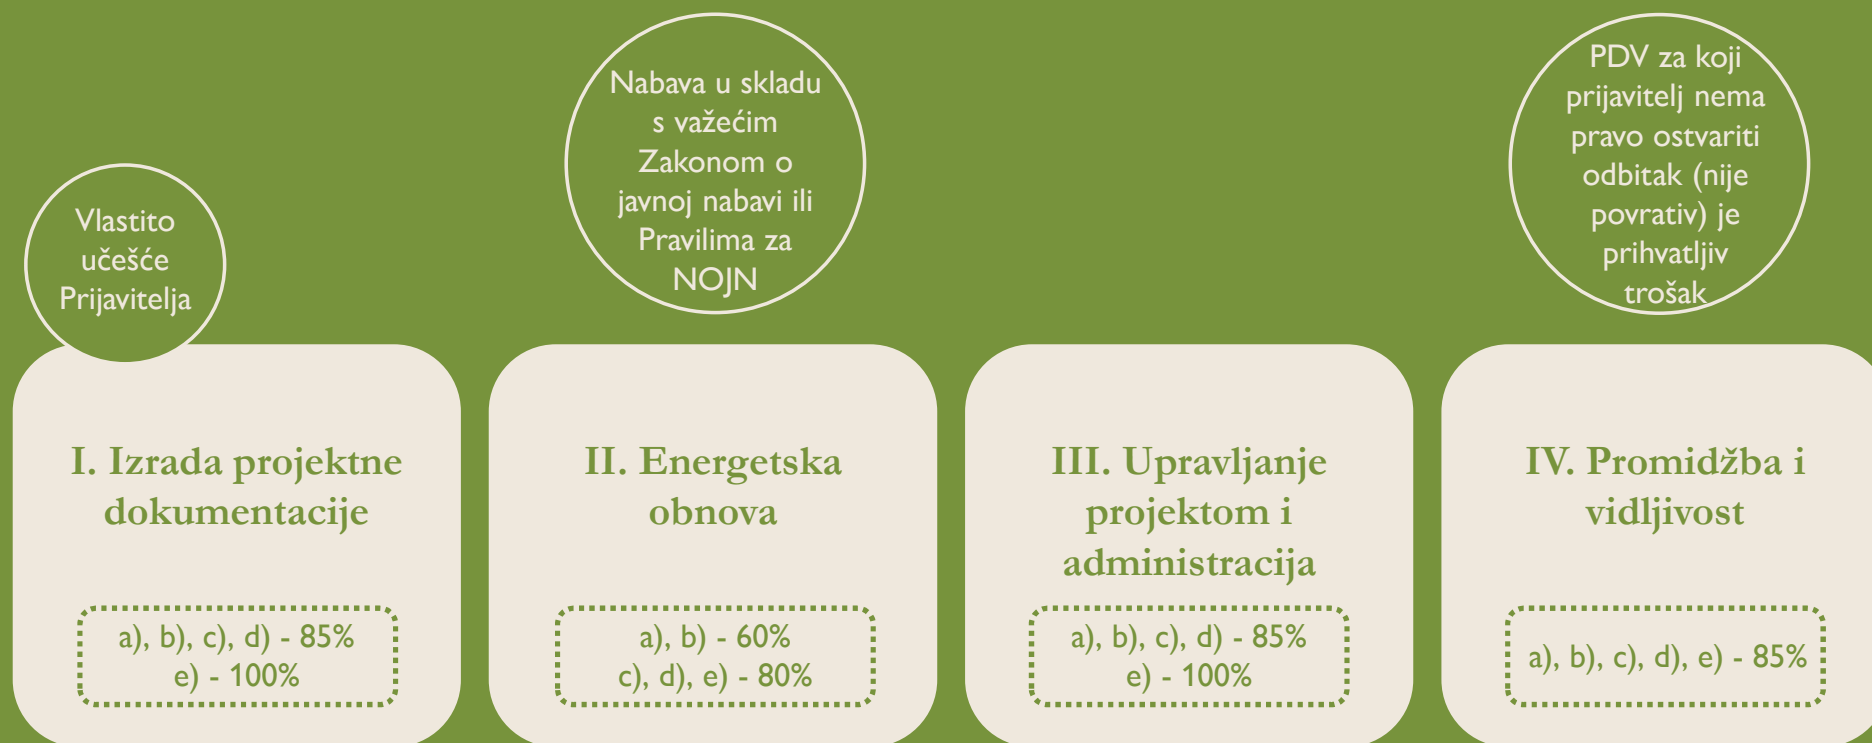 Vlastito
učešće
Prijavitelja
Nabava u skladu
s važećim
Zakonom o
javnoj nabavi ili
Pravilima za
NOJN
PDV za koji
prijavitelj nema
pravo ostvariti
odbitak (nije
povrativ) je
prihvatljiv
trošak
I. Izrada projektne
dokumentacije
a), b), c), d) - 85%
e) - 100%
II. Energetska
obnova
a), b) - 60%
c), d), e) - 80%
III. Upravljanje
projektom i
administracija
a), b), c), d) - 85%
e) - 100%
IV. Promidžba i
vidljivost
a), b), c), d), e) - 85%